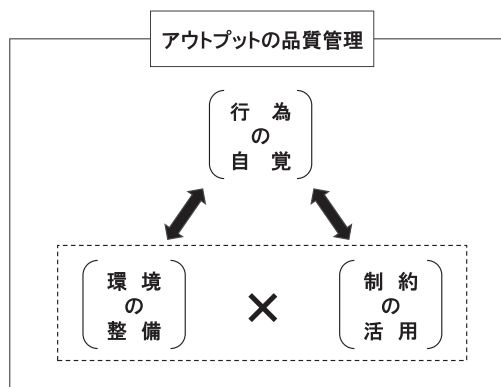 アウトプットの品質管理
行為
の
自覚
環境
の
整備
×
制約
の
活用